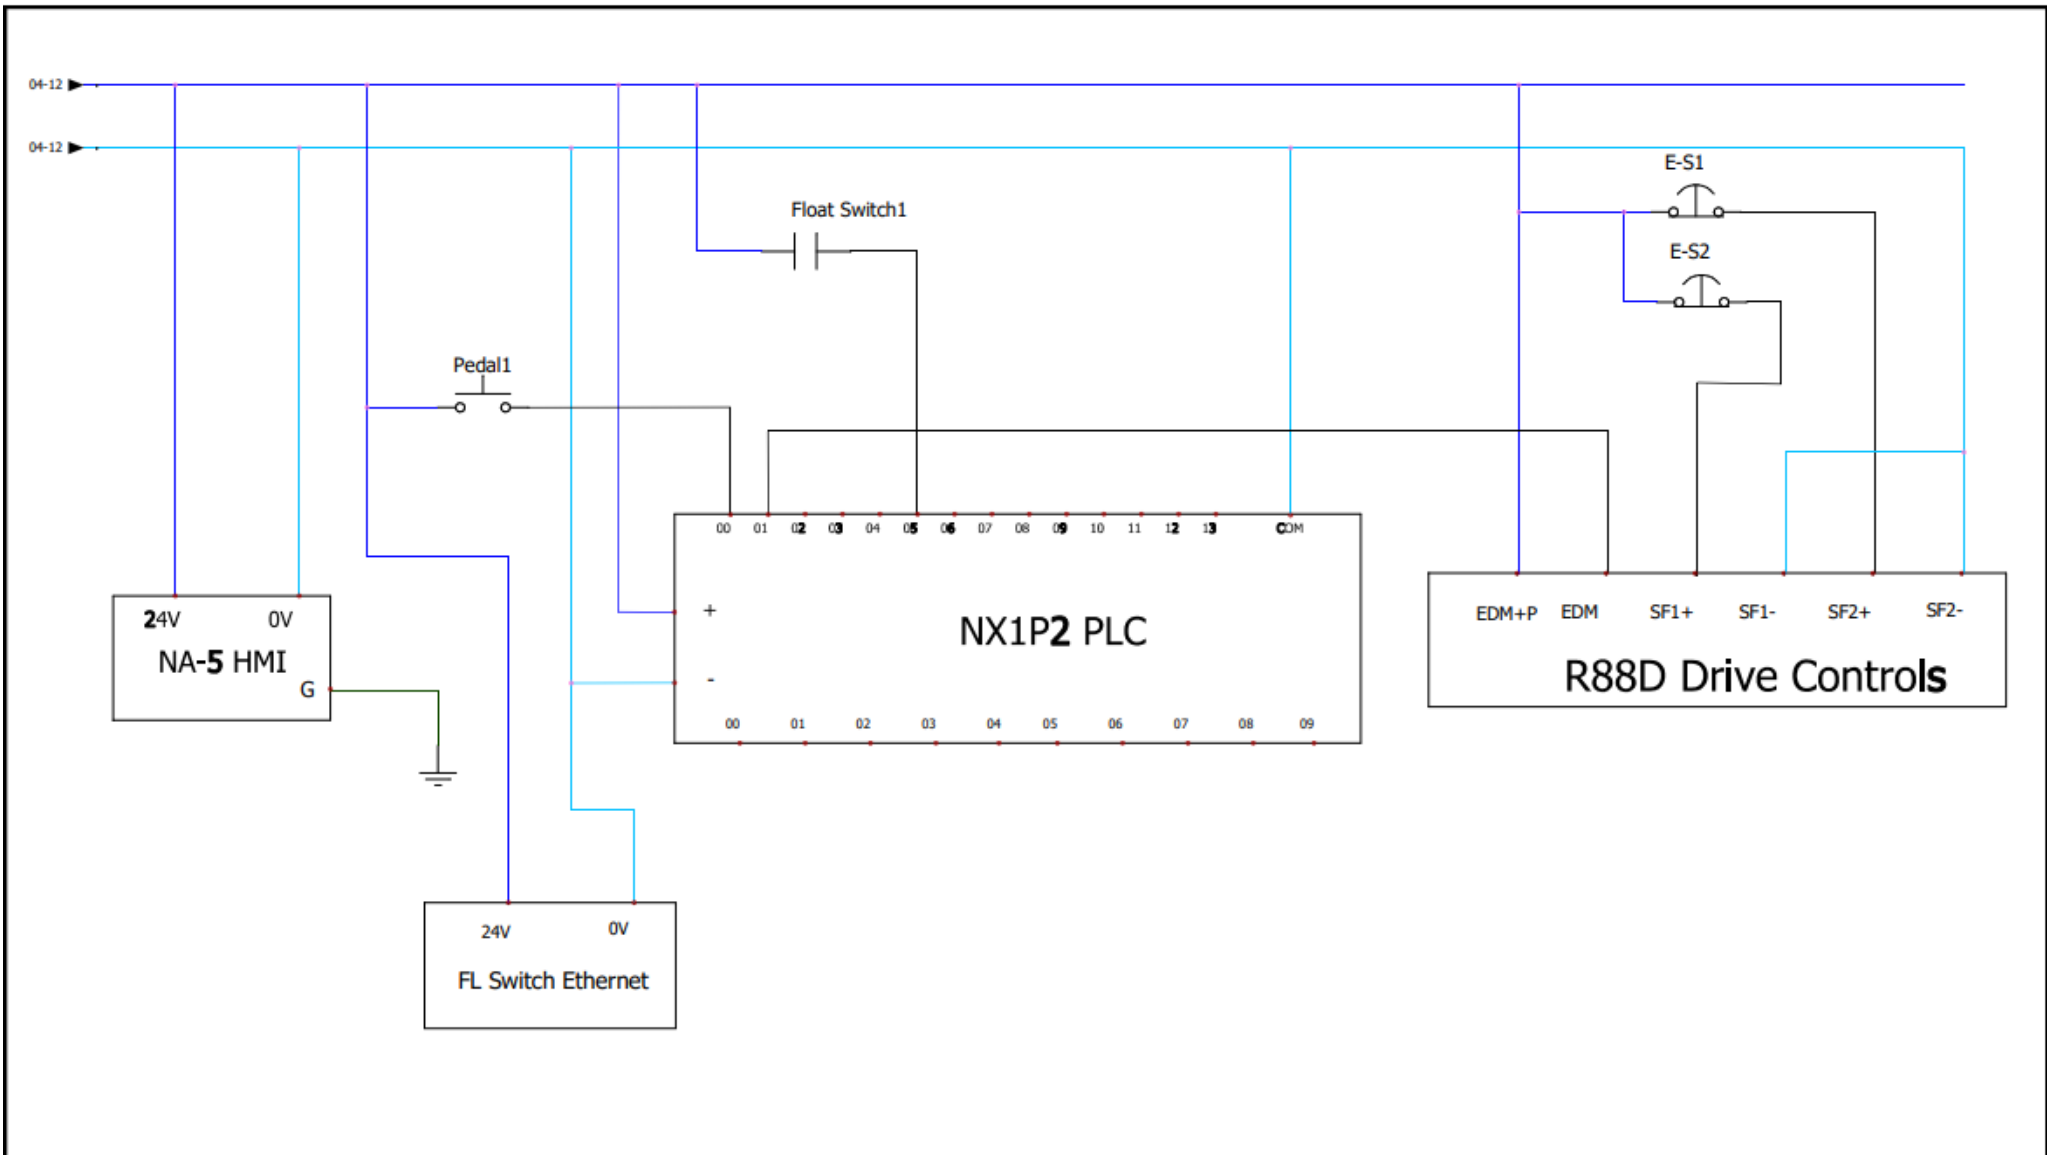 04-12
04-12
E-S1
Float Switch1
E-S2
Pedal1
00 01 02 03 04 05 06 07 08 09 10 11 12 13 COM
24V 0V
NA-5 HMI
G
+
-
NX1P2 PLC
EDM+P EDM SF1+ SF1- SF2+ SF2-
R88D Drive Controls
00 01 02 03 04 05 06 07 08 09
24V 0V
FL Switch Ethernet